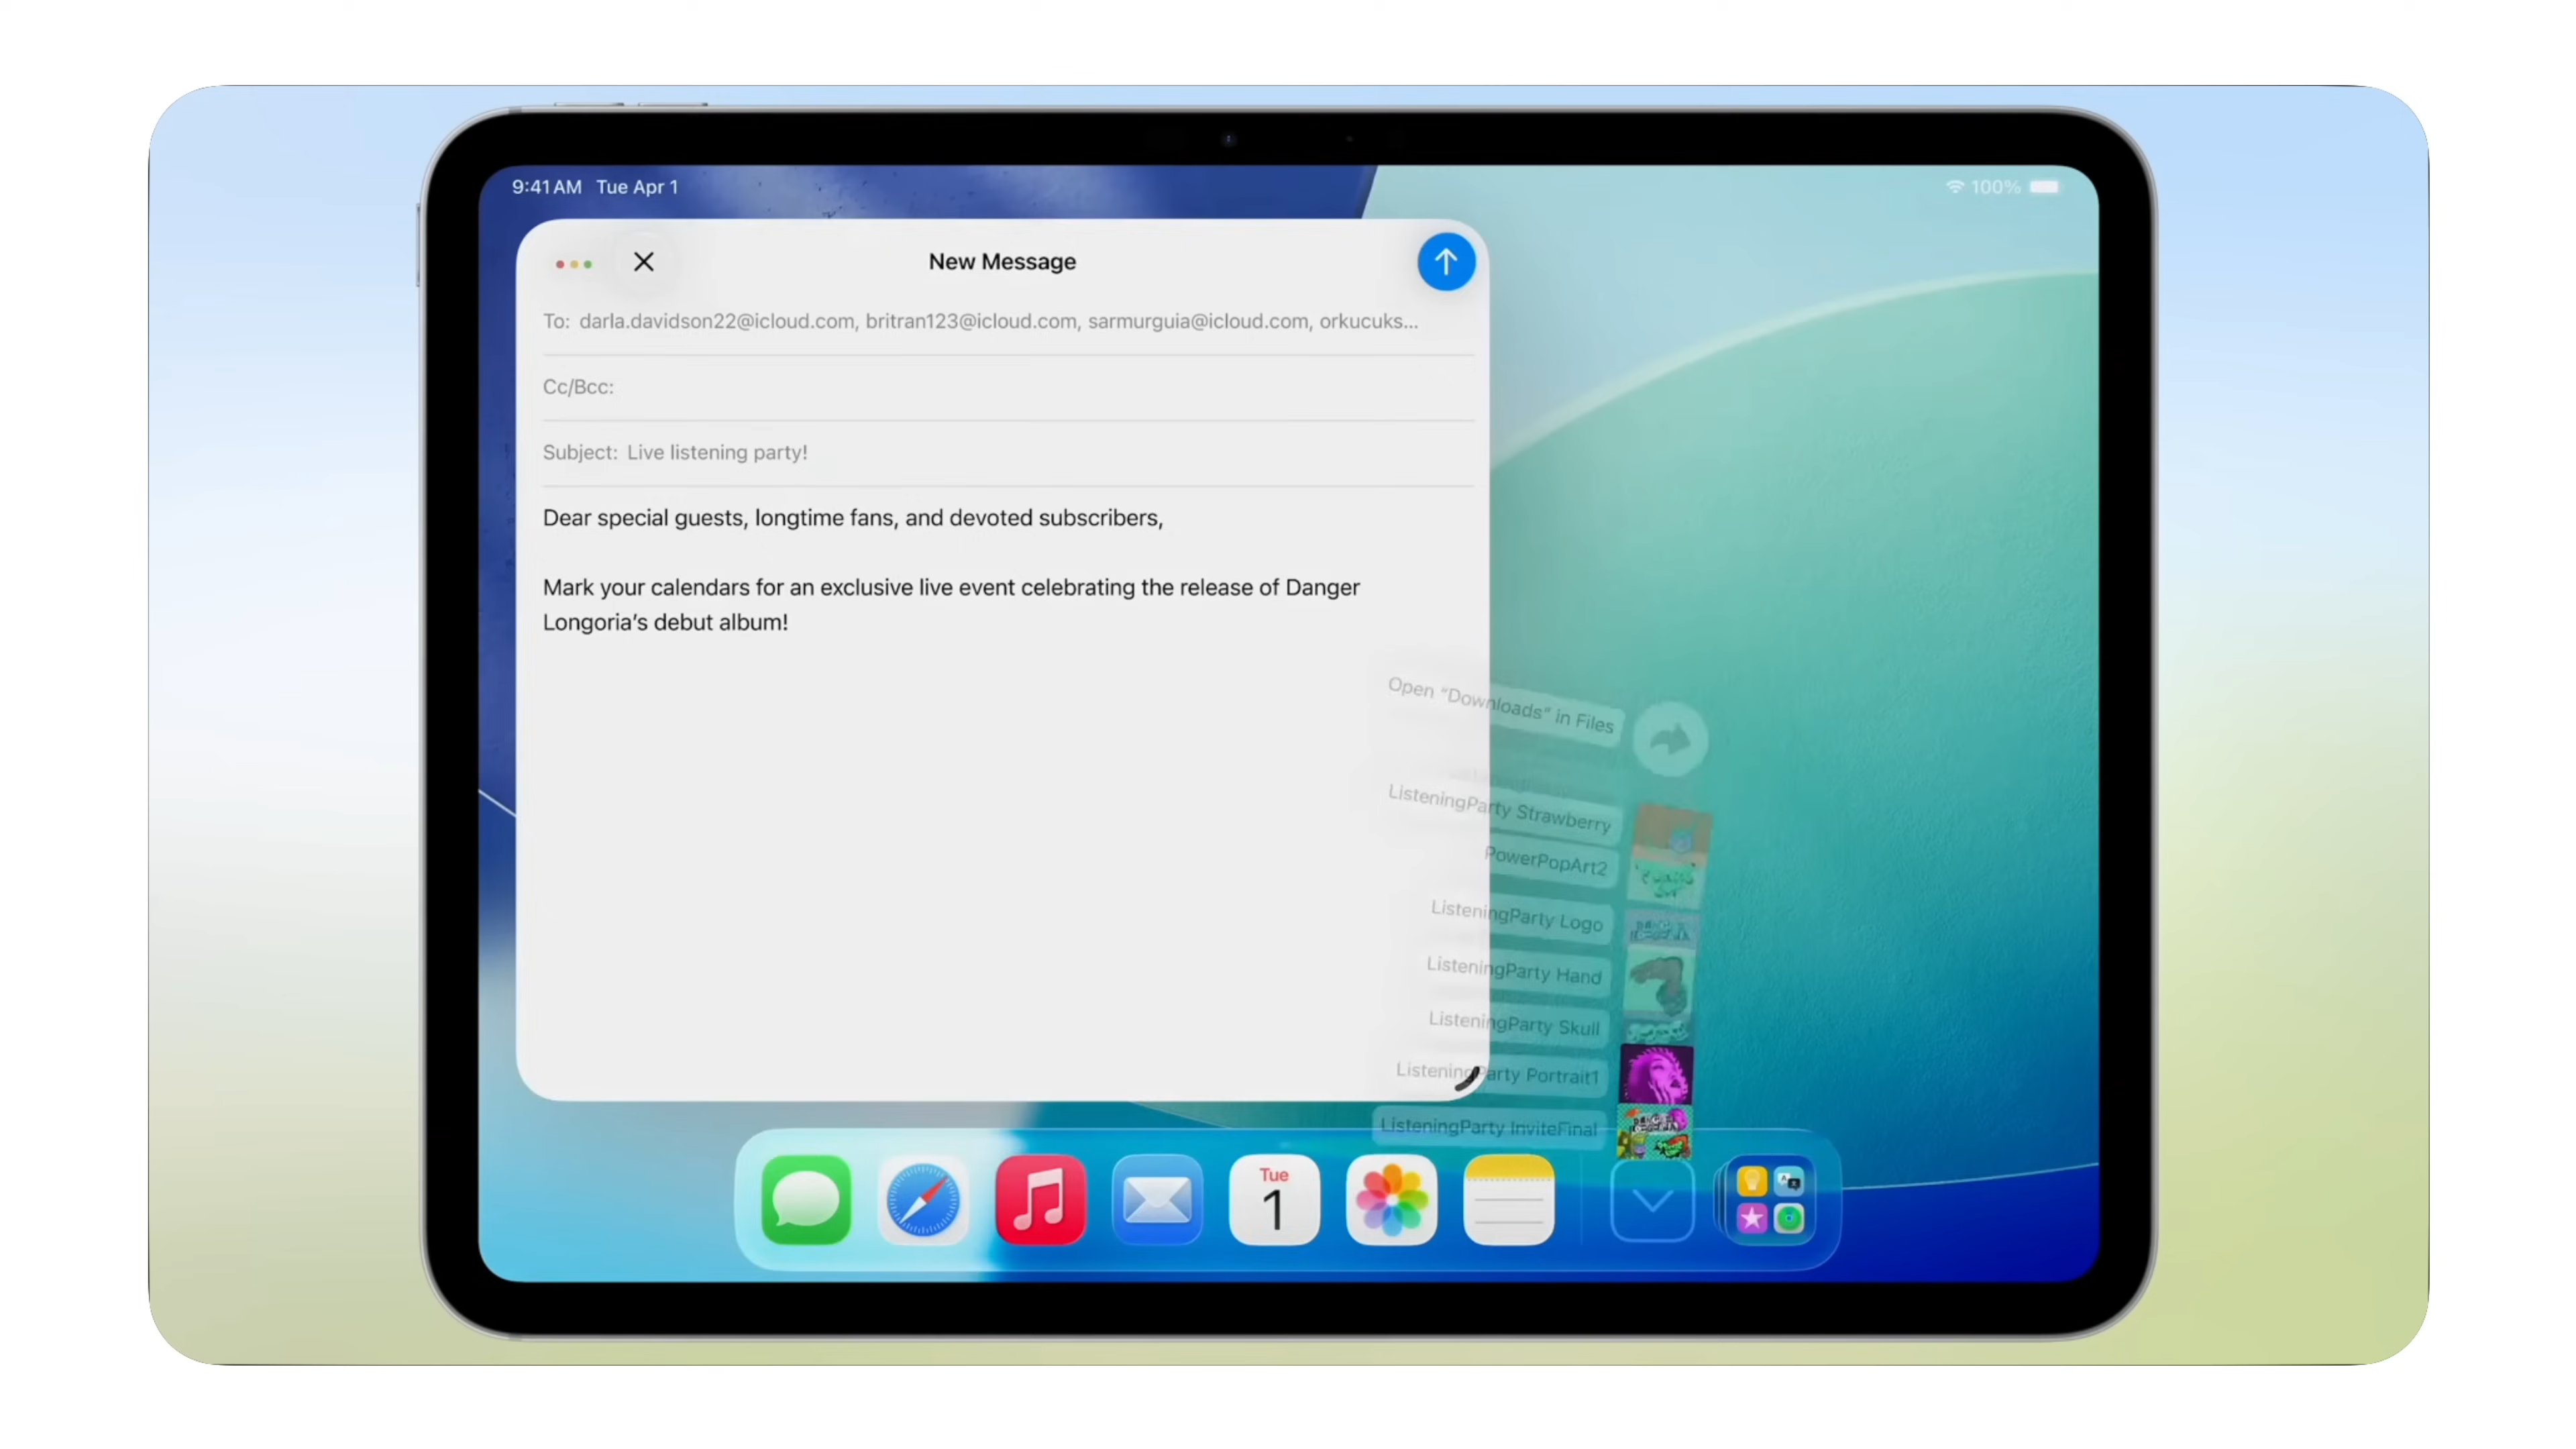 9:41 AM Tue Apr 1
100%
New Message
To: darla.davidson22@icloud.com, britran123@icloud.com, sarmurguia@icloud.com, orkucuks...
Cc/Bcc:
Subject: Live listening party!
Dear special guests, longtime fans, and devoted subscribers,
Mark your calendars for an exclusive live event celebrating the release of Danger
Longoria’s debut album!
Open “Downloads” in Files
ListeningParty Strawberry
PowerPopArt2
ListeningParty Logo
ListeningParty Hand
ListeningParty Skull
ListeningParty Portrait1
ListeningParty InviteFinal
Tue
1